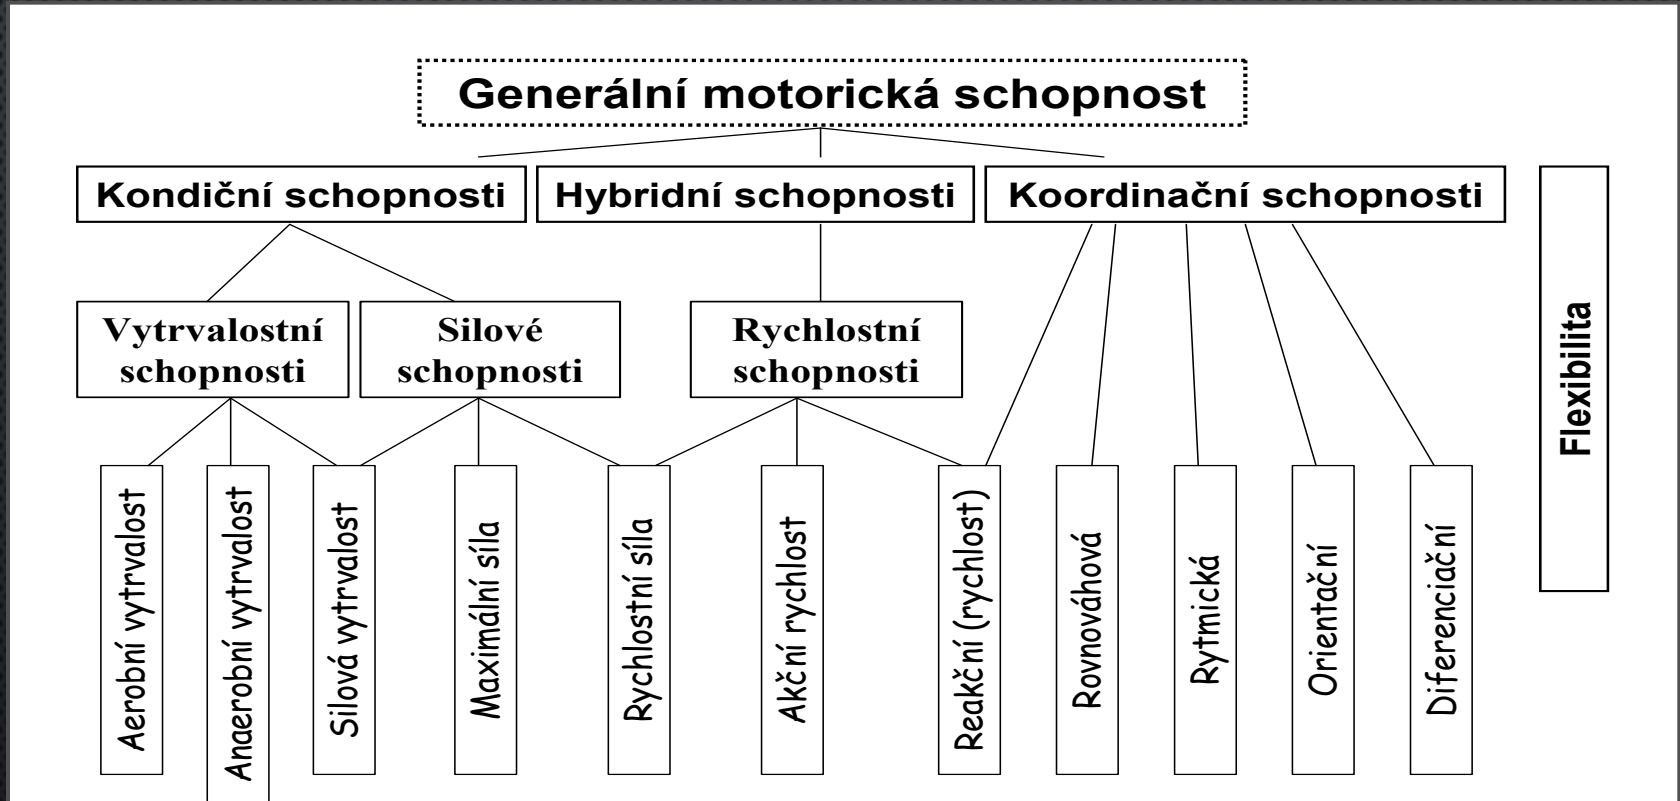 Generální motorická schopnost
Kondiční schopnosti
Hybridní schopnosti
Koordinační schopnosti
Flexibilita
Vytrvalostní
schopnosti
Silové
schopnosti
Rychlostní
schopnosti
Aerobní vytrvalost
Anaerobní vytrvalost
Silová vytrvalost
Maximální síla
Rychlostní síla
Akční rychlost
Reakční (rychlost)
Rovnováhová
Rytmická
Orientační
Diferenciační